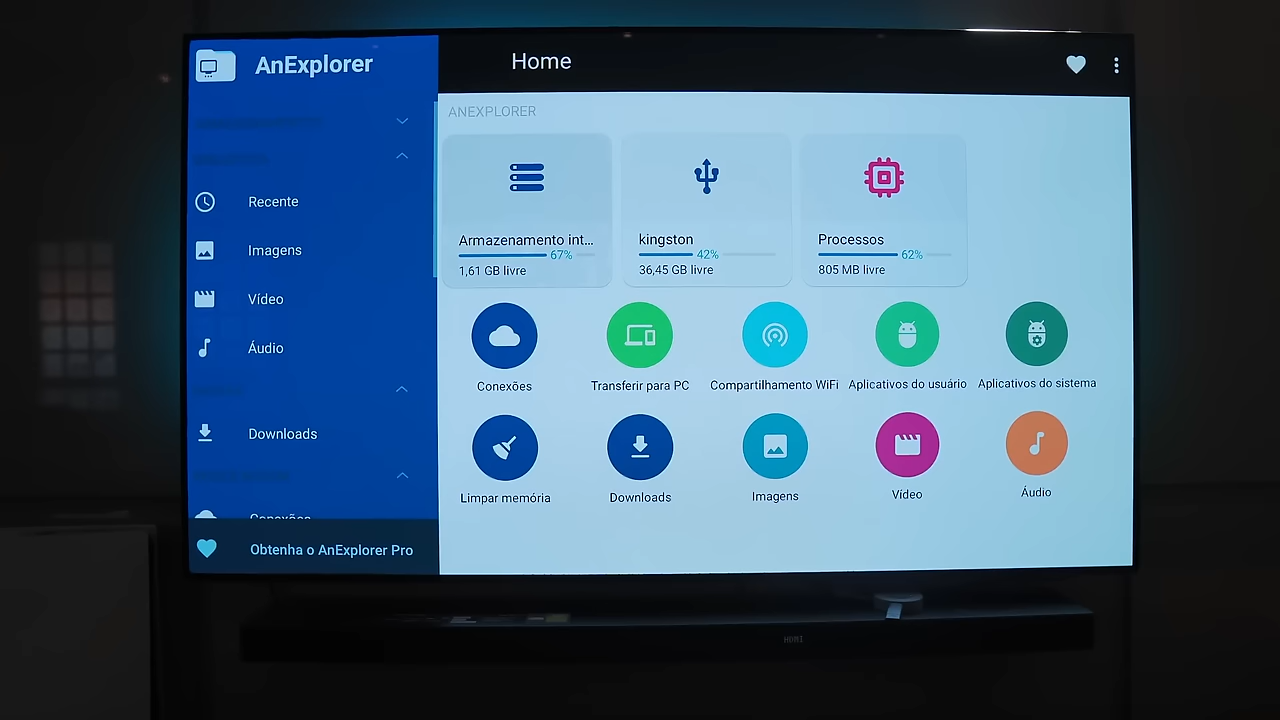 AnExplorer
Home
ANEXPLORER
Recente
Imagens
Vídeo
Áudio
Downloads
Conexões
Obtenha o AnExplorer Pro
Armazenamento int...
67%
1,61 GB livre
kingston
42%
36,45 GB livre
Processos
62%
805 MB livre
Conexões
Transferir para PC
Compartilhamento WiFi
Aplicativos do usuário
Aplicativos do sistema
Limpar memória
Downloads
Imagens
Vídeo
Áudio
HDMI